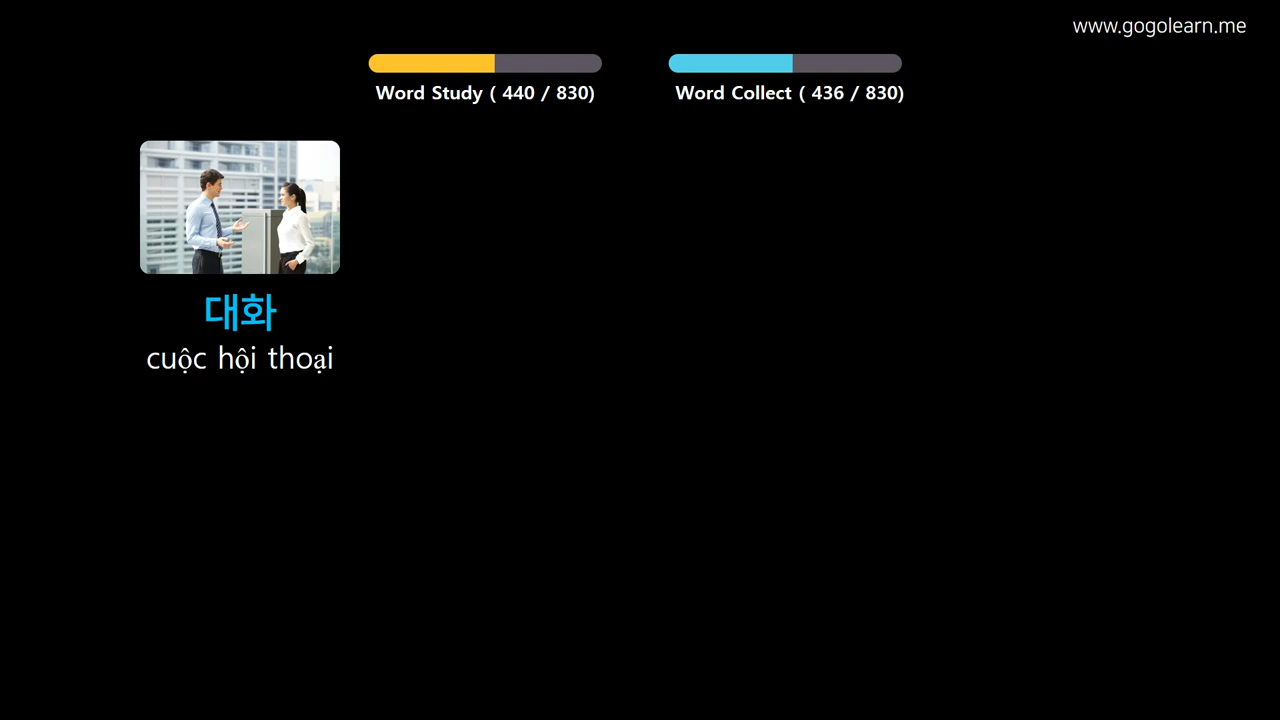 www.gogolearn.me
Word Study ( 440 / 830)
Word Collect ( 436 / 830)
대화
cuộc hội thoại